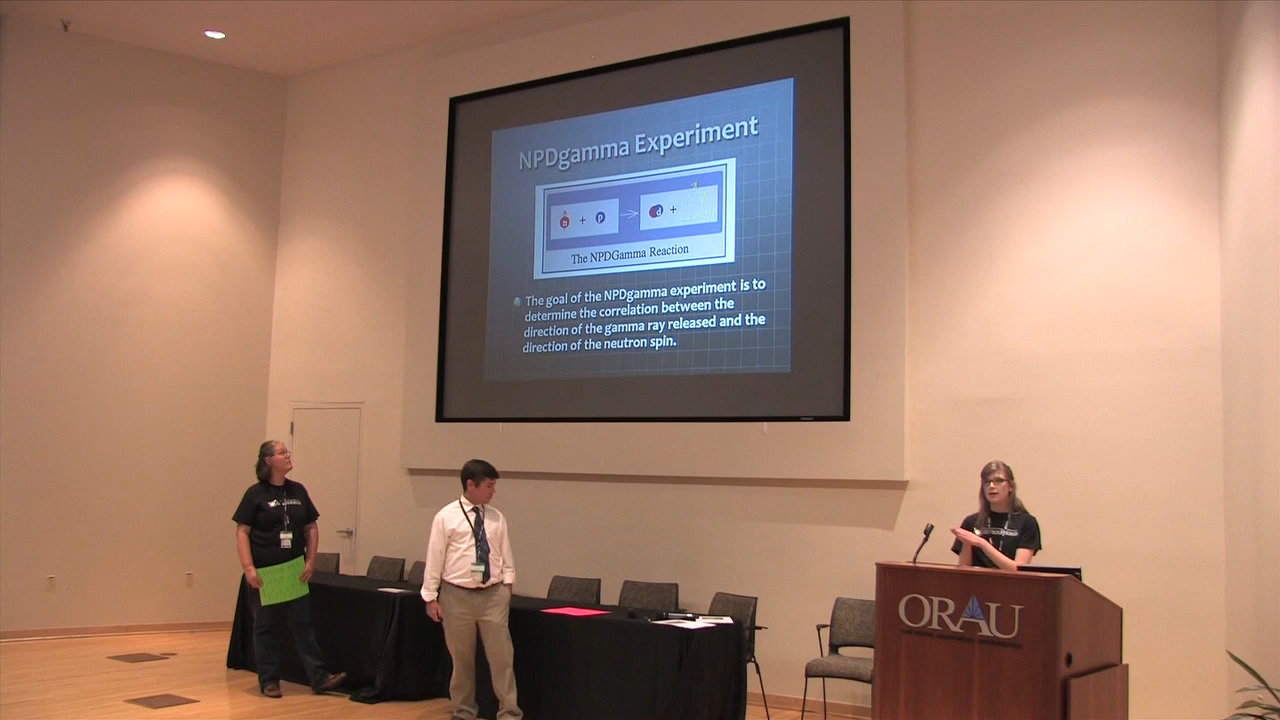 NPDgamma Experiment
n + p → d +
The NPDGamma Reaction
The goal of the NPDgamma experiment is to
determine the correlation between the
direction of the gamma ray released and the
direction of the neutron spin.
ORAU